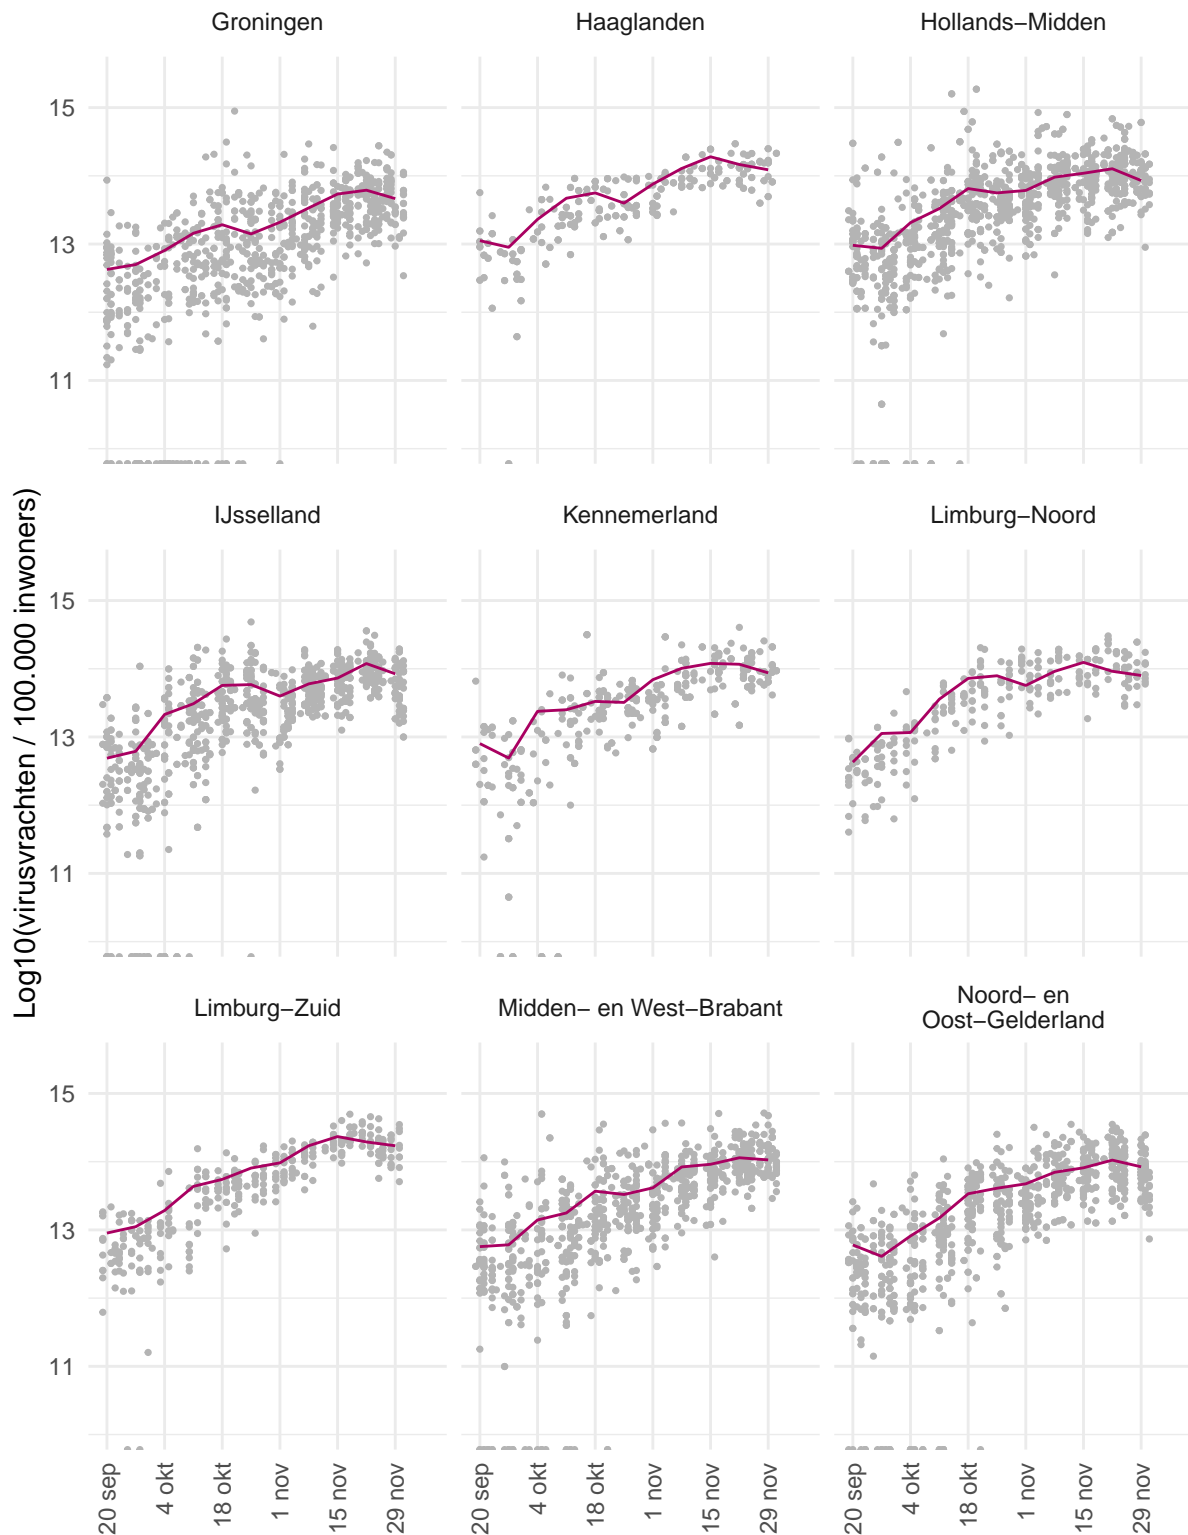 Groningen
Haaglanden
Hollands−Midden
15
13
11
IJsselland
Kennemerland
Limburg−Noord
15
13
11
Log10(virusvrachten / 100.000 inwoners)
Limburg−Zuid
Midden− en West−Brabant
Noord− en
Oost−Gelderland
15
13
11
20 sep
4 okt
18 okt
1 nov
15 nov
29 nov
20 sep
4 okt
18 okt
1 nov
15 nov
29 nov
20 sep
4 okt
18 okt
1 nov
15 nov
29 nov